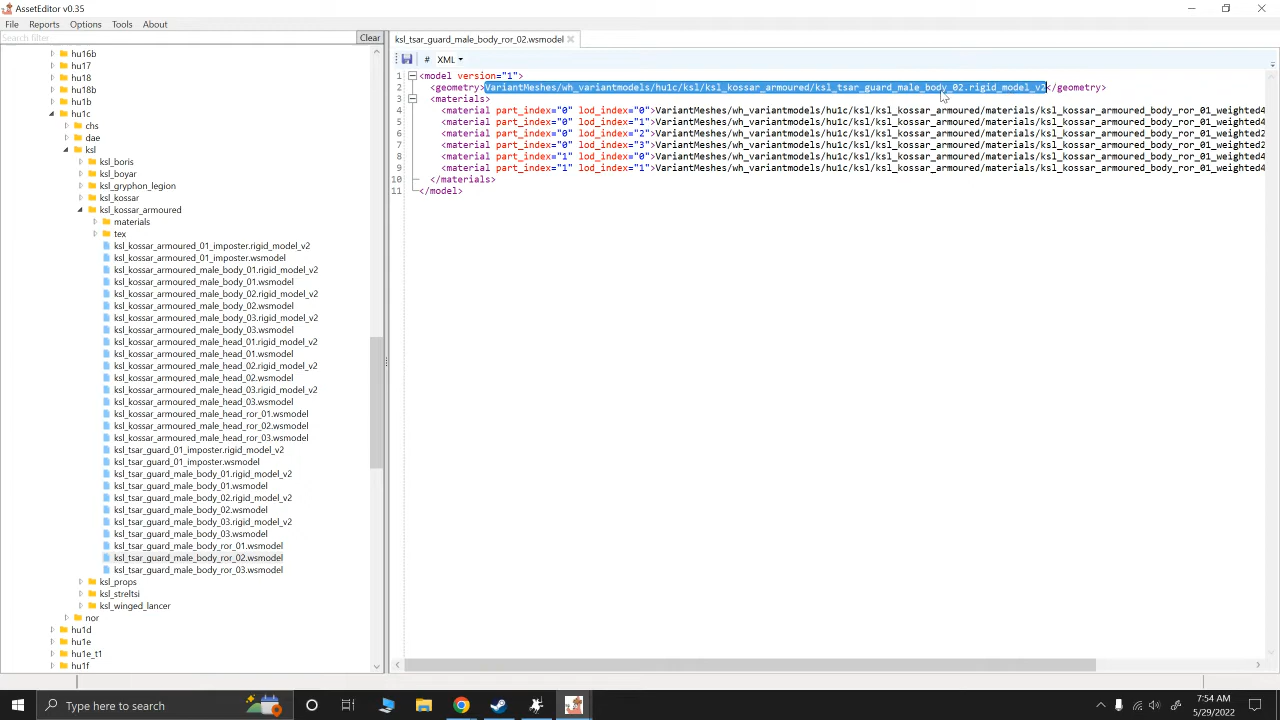 AssetEditor v0.35
File Reports Options Tools About
Search filter Clear
hu16b
hu17
hu18
hu18b
hu1b
hu1c
chs
dae
ksl
ksl_boris
ksl_boyar
ksl_gryphon_legion
ksl_kossar
ksl_kossar_armoured
materials
tex
ksl_kossar_armoured_01_imposter.rigid_model_v2
ksl_kossar_armoured_01_imposter.wsmodel
ksl_kossar_armoured_male_body_01.rigid_model_v2
ksl_kossar_armoured_male_body_01.wsmodel
ksl_kossar_armoured_male_body_02.rigid_model_v2
ksl_kossar_armoured_male_body_02.wsmodel
ksl_kossar_armoured_male_body_03.rigid_model_v2
ksl_kossar_armoured_male_body_03.wsmodel
ksl_kossar_armoured_male_head_01.rigid_model_v2
ksl_kossar_armoured_male_head_01.wsmodel
ksl_kossar_armoured_male_head_02.rigid_model_v2
ksl_kossar_armoured_male_head_02.wsmodel
ksl_kossar_armoured_male_head_03.rigid_model_v2
ksl_kossar_armoured_male_head_03.wsmodel
ksl_kossar_armoured_male_head_ror_01.wsmodel
ksl_kossar_armoured_male_head_ror_02.wsmodel
ksl_kossar_armoured_male_head_ror_03.wsmodel
ksl_tsar_guard_01_imposter.rigid_model_v2
ksl_tsar_guard_01_imposter.wsmodel
ksl_tsar_guard_male_body_01.rigid_model_v2
ksl_tsar_guard_male_body_01.wsmodel
ksl_tsar_guard_male_body_02.rigid_model_v2
ksl_tsar_guard_male_body_02.wsmodel
ksl_tsar_guard_male_body_03.rigid_model_v2
ksl_tsar_guard_male_body_03.wsmodel
ksl_tsar_guard_male_body_ror_01.wsmodel
ksl_tsar_guard_male_body_ror_02.wsmodel
ksl_tsar_guard_male_body_ror_03.wsmodel
ksl_props
ksl_streltsi
ksl_winged_lancer
nor
hu1d
hu1e
hu1e_t1
hu1f
ksl_tsar_guard_male_body_ror_02.wsmodel
# XML
1 <model version="1">
2 <geometry>VariantMeshes/wh_variantmodels/hu1c/ksl/ksl_kossar_armoured/ksl_tsar_guard_male_body_02.rigid_model_v2</geometry>
3 <materials>
4 <material part_index="0" lod_index="0">VariantMeshes/wh_variantmodels/hu1c/ksl/ksl_kossar_armoured/materials/ksl_kossar_armoured_body_ror_01_weighted4
5 <material part_index="0" lod_index="1">VariantMeshes/wh_variantmodels/hu1c/ksl/ksl_kossar_armoured/materials/ksl_kossar_armoured_body_ror_01_weighted4
6 <material part_index="0" lod_index="2">VariantMeshes/wh_variantmodels/hu1c/ksl/ksl_kossar_armoured/materials/ksl_kossar_armoured_body_ror_01_weighted2
7 <material part_index="0" lod_index="3">VariantMeshes/wh_variantmodels/hu1c/ksl/ksl_kossar_armoured/materials/ksl_kossar_armoured_body_ror_01_weighted2
8 <material part_index="1" lod_index="0">VariantMeshes/wh_variantmodels/hu1c/ksl/ksl_kossar_armoured/materials/ksl_kossar_armoured_body_ror_01_weighted4
9 <material part_index="1" lod_index="1">VariantMeshes/wh_variantmodels/hu1c/ksl/ksl_kossar_armoured/materials/ksl_kossar_armoured_body_ror_01_weighted4
10 </materials>
11 </model>
Type here to search
7:54 AM
5/29/2022